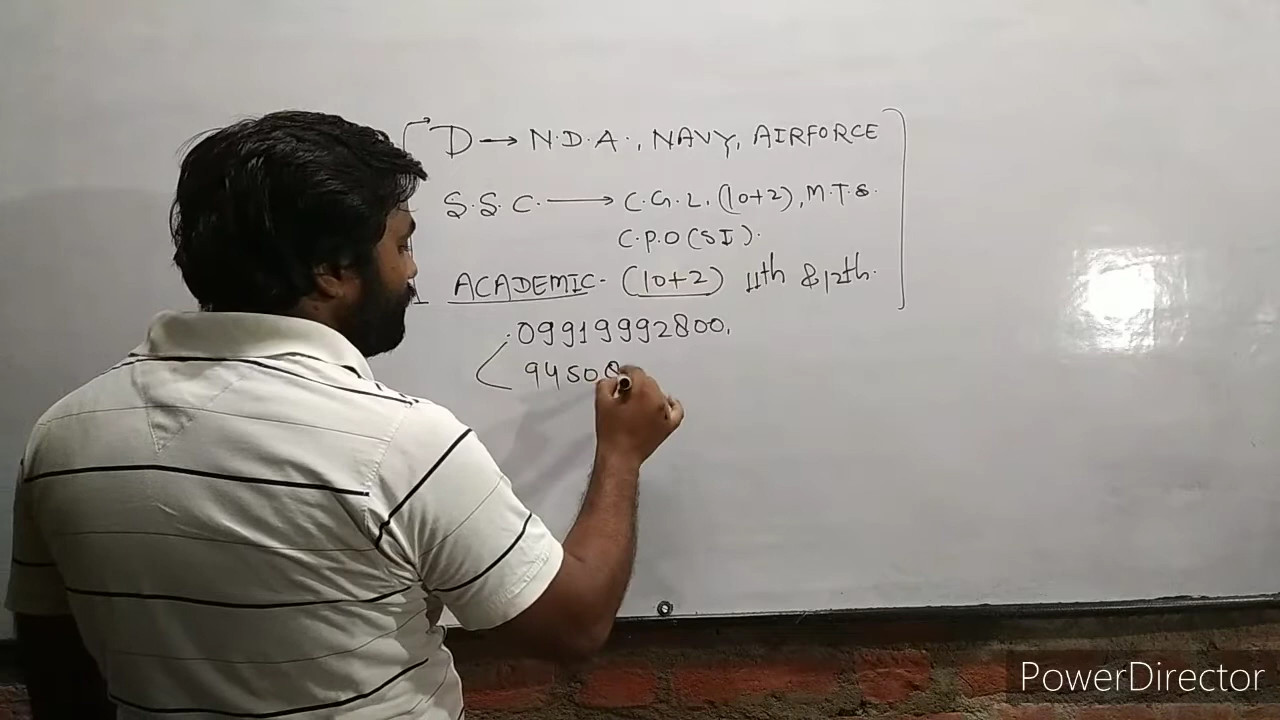 D → N.D.A., NAVY, AIRFORCE
S.S.C. → C.G.L. (10+2), M.T.S.
C.P.O (SI).
ACADEMIC - (10+2) 11th & 12th.
09919992800.
9450
PowerDirector